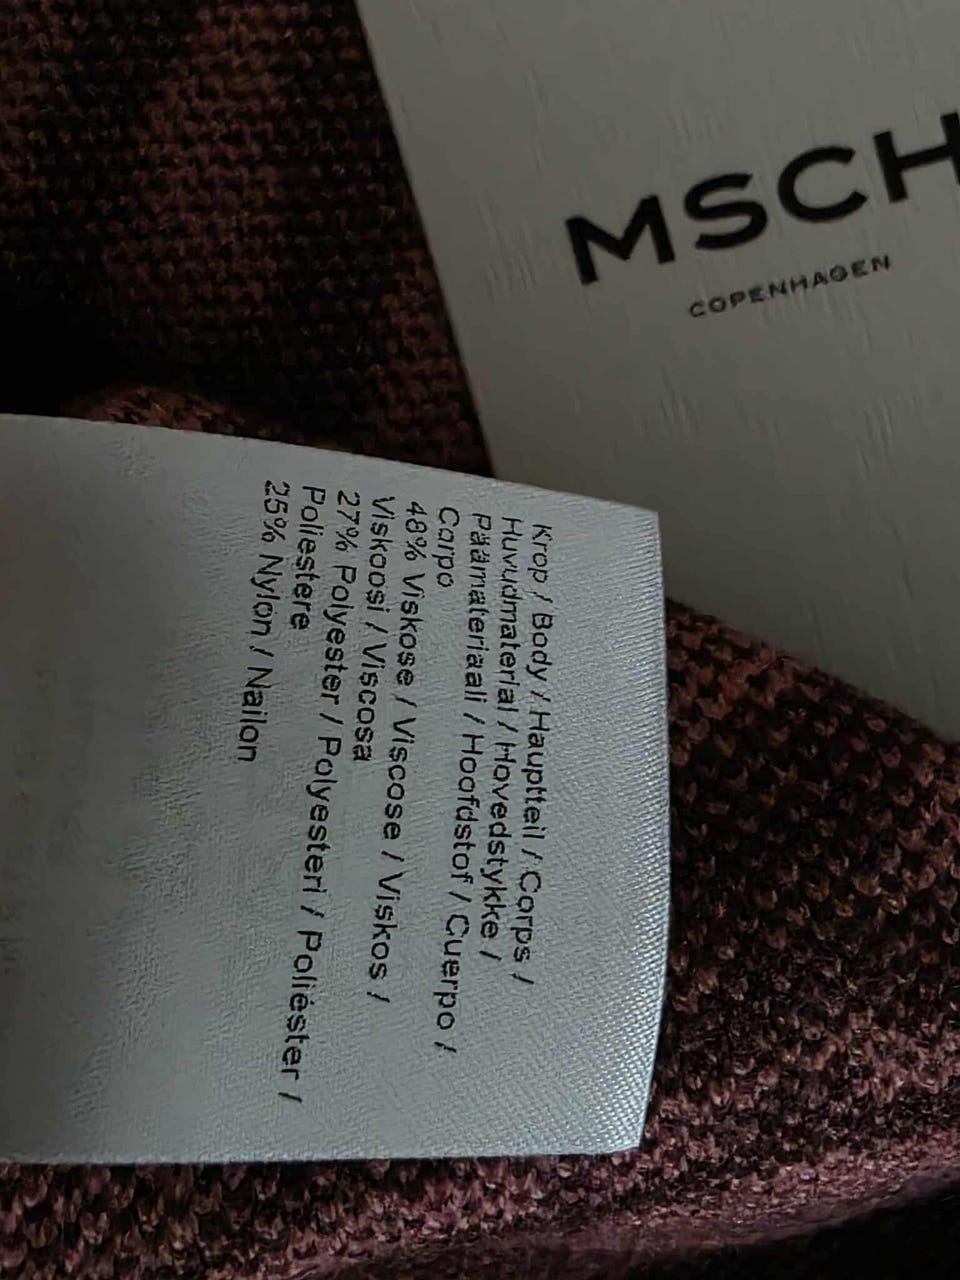 MSCH
COPENHAGEN
Krop / Body / Hauptteil / Corps /
Huvudmaterial / Hovedstykke /
Päämateriaali / Hoofdstof / Cuerpo /
Corpo
48% Viskose / Viscose / Viskos /
Viskoosi / Viscosa
27% Polyester / Polyesteri / Poliéster /
Poliestere
25% Nylon / Nailon